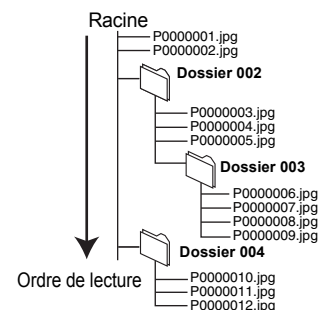 Racine
P0000001.jpg
P0000002.jpg
Dossier 002
P0000003.jpg
P0000004.jpg
P0000005.jpg
Dossier 003
P0000006.jpg
P0000007.jpg
P0000008.jpg
P0000009.jpg
Dossier 004
Ordre de lecture
P0000010.jpg
P0000011.jpg
P0000012.jpg